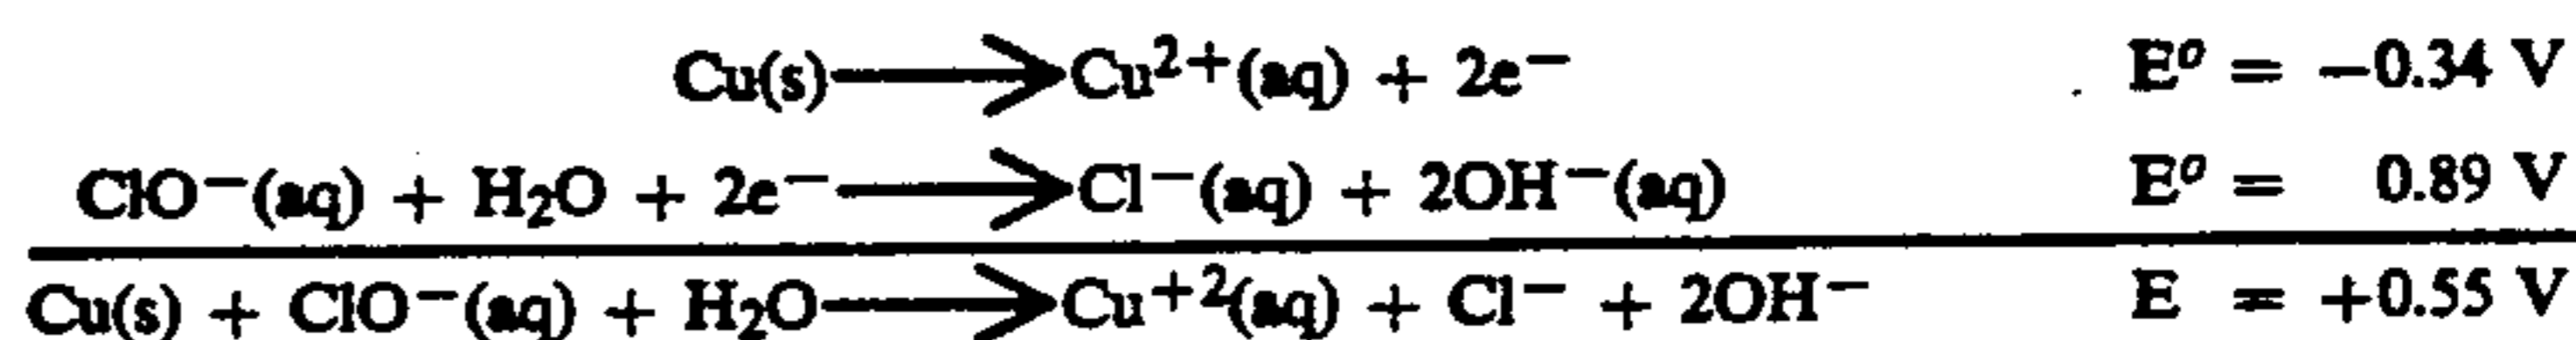 Cu(s)⟶Cu²⁺(aq) + 2e⁻ E° = −0.34 V
ClO⁻(aq) + H₂O + 2e⁻⟶Cl⁻(aq) + 2OH⁻(aq) E° = 0.89 V
Cu(s) + ClO⁻(aq) + H₂O⟶Cu⁺²(aq) + Cl⁻ + 2OH⁻ E = +0.55 V